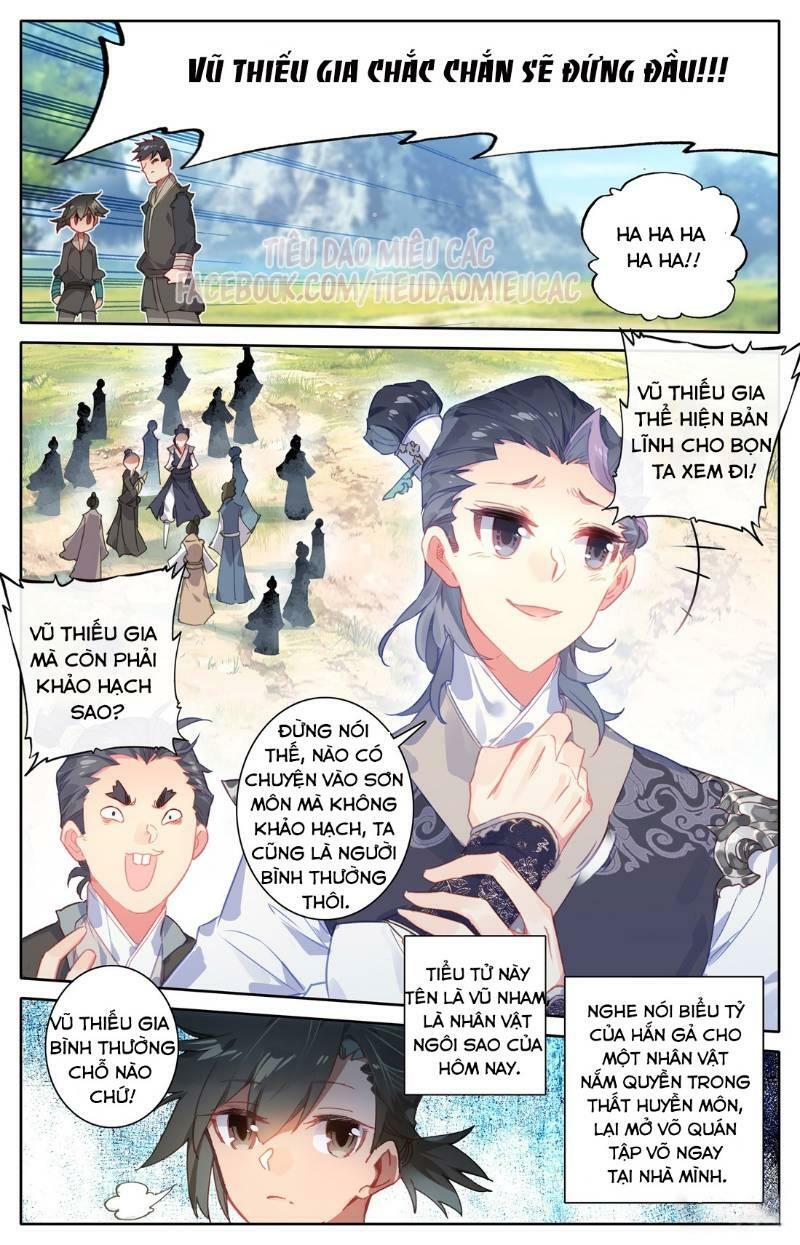 VŨ THIẾU GIA CHẮC CHẮN SẼ ĐỨNG ĐẦU!!!
HA HA HA
HA HA!!
TIÊU DAO MIÊU CÁC
FACEBOOK.COM/TIEUDAOMIEUCAC
VŨ THIẾU GIA
THỂ HIỆN BẢN
LĨNH CHO BỌN
TA XEM ĐI!
VŨ THIẾU GIA
MÀ CÒN PHẢI
KHẢO HẠCH
SAO?
ĐỪNG NÓI
THẾ, NÀO CÓ
CHUYỆN VÀO SƠN
MÔN MÀ KHÔNG
KHẢO HẠCH, TA
CŨNG LÀ NGƯỜI
BÌNH THƯỜNG
THÔI.
VŨ THIẾU GIA
BÌNH THƯỜNG
CHỖ NÀO
CHỨ!
TIỂU TỬ NÀY
TÊN LÀ VŨ NHAM,
LÀ NHÂN VẬT
NGÔI SAO CỦA
HÔM NAY.
NGHE NÓI BIỂU TỶ
CỦA HẮN GẢ CHO
MỘT NHÂN VẬT
NẮM QUYỀN TRONG
THẤT HUYỀN MÔN,
LẠI MỞ VÕ QUÁN
TẬP VÕ NGAY
TẠI NHÀ MÌNH.